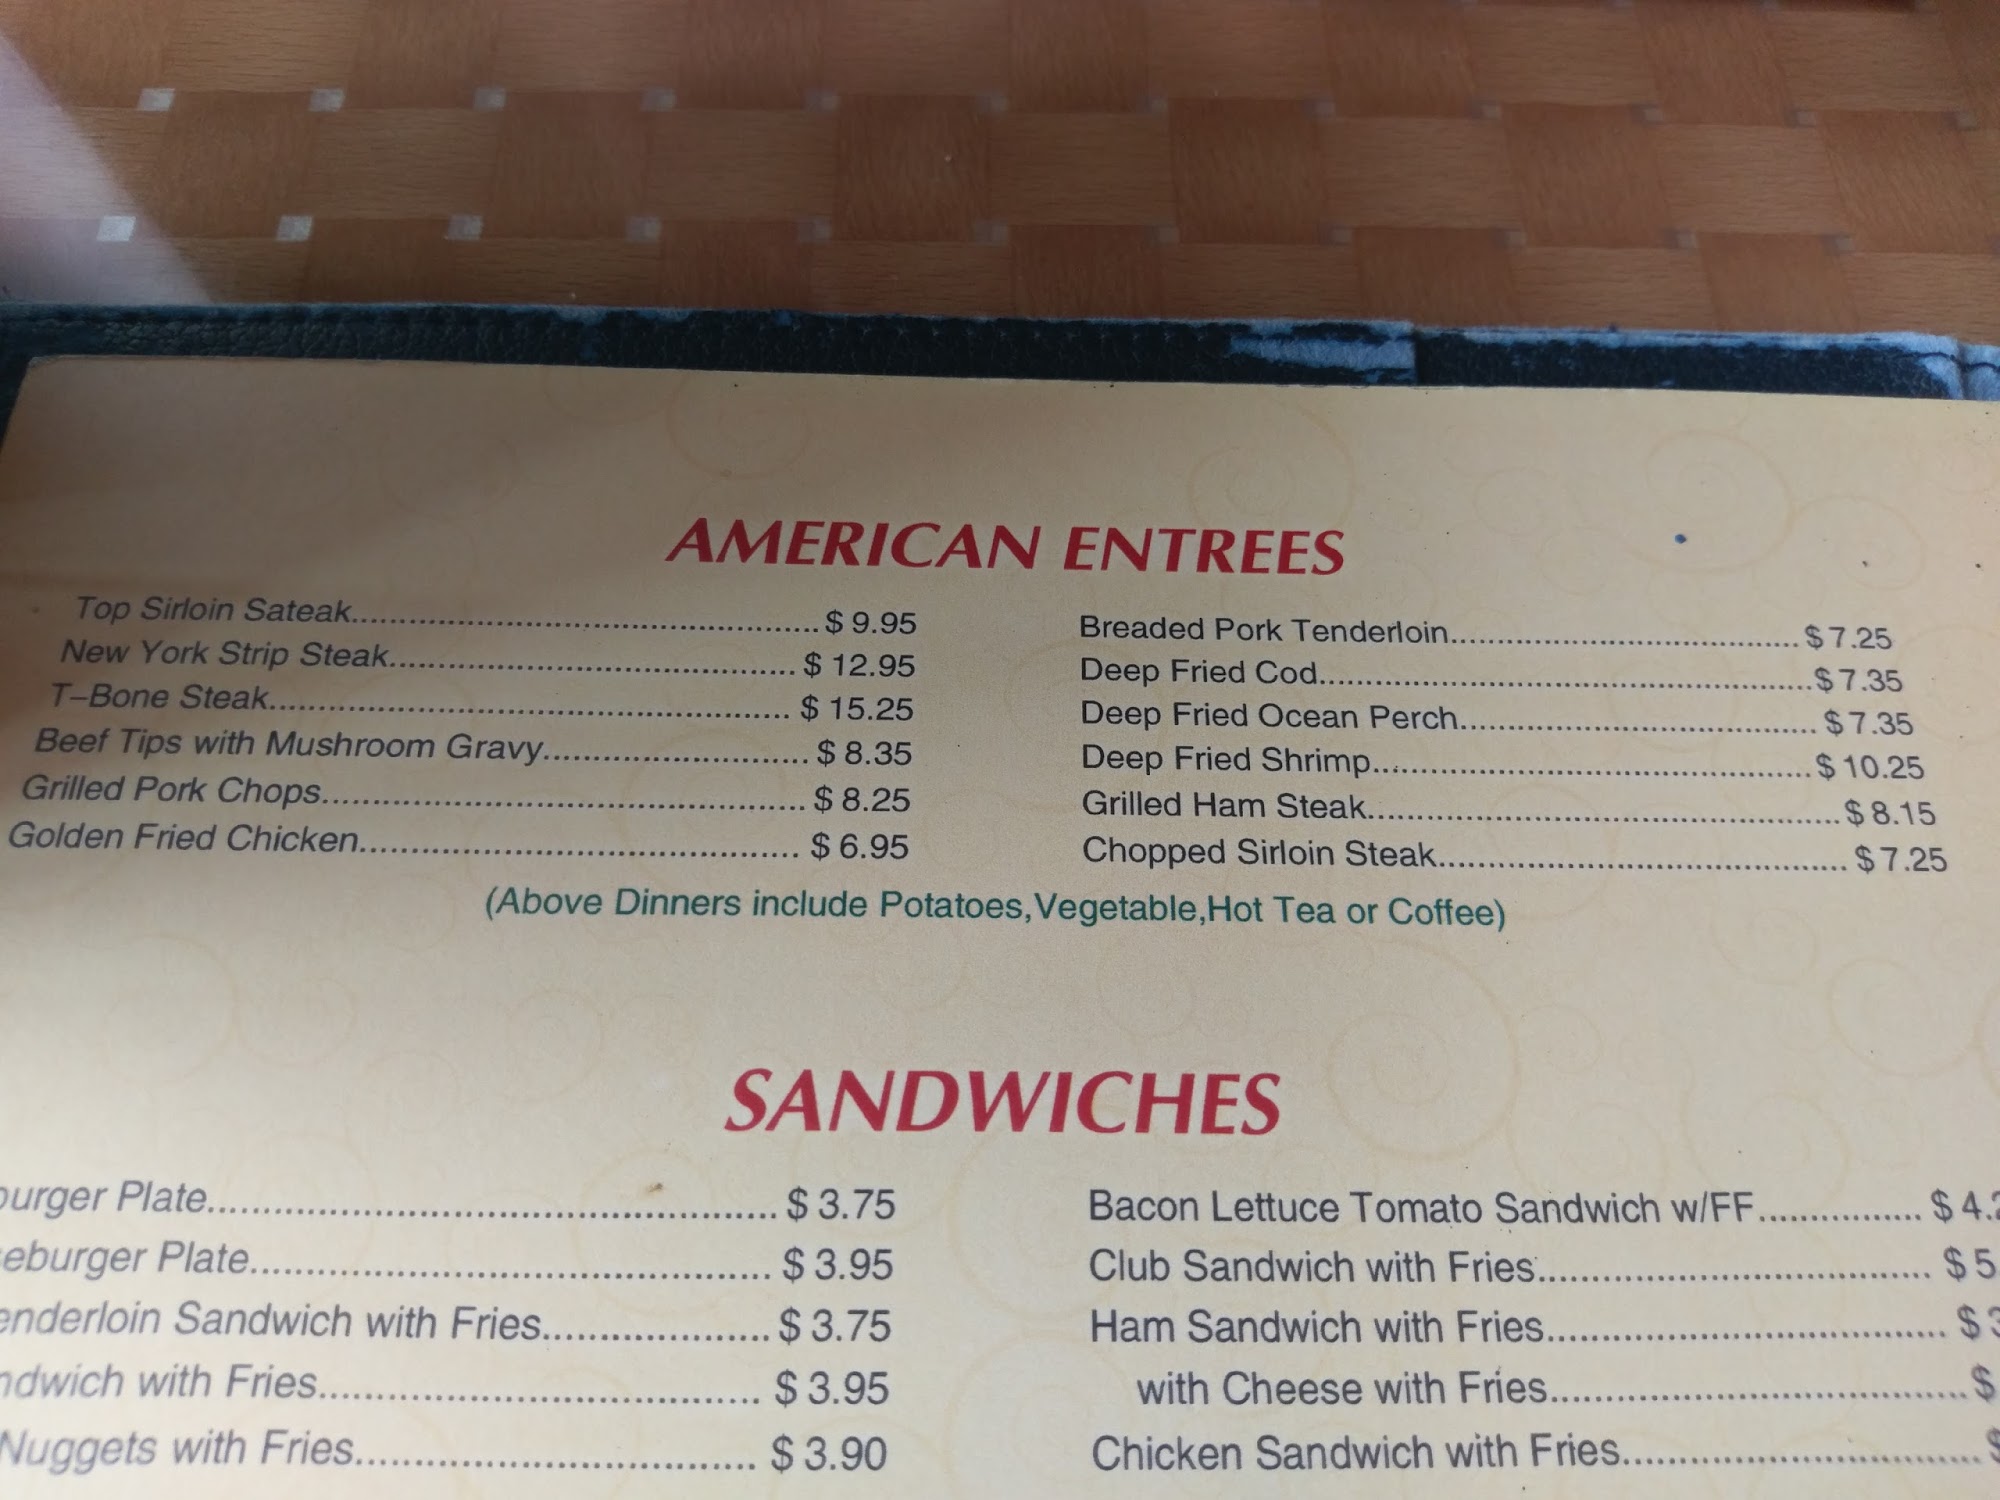 AMERICAN ENTREES
Top Sirloin Sateak $ 9.95
New York Strip Steak $ 12.95
T-Bone Steak $ 15.25
Beef Tips with Mushroom Gravy $ 8.35
Grilled Pork Chops $ 8.25
Golden Fried Chicken $ 6.95
Breaded Pork Tenderloin $ 7.25
Deep Fried Cod $ 7.35
Deep Fried Ocean Perch $ 7.35
Deep Fried Shrimp $ 10.25
Grilled Ham Steak $ 8.15
Chopped Sirloin Steak $ 7.25
(Above Dinners include Potatoes,Vegetable,Hot Tea or Coffee)
SANDWICHES
Plate $ 3.75
Plate $ 3.95
Sandwich with Fries $ 3.75
with Fries $ 3.95
Nuggets with Fries $ 3.90
Bacon Lettuce Tomato Sandwich w/FF $
Club Sandwich with Fries $
Ham Sandwich with Fries $
with Cheese with Fries $
Chicken Sandwich with Fries